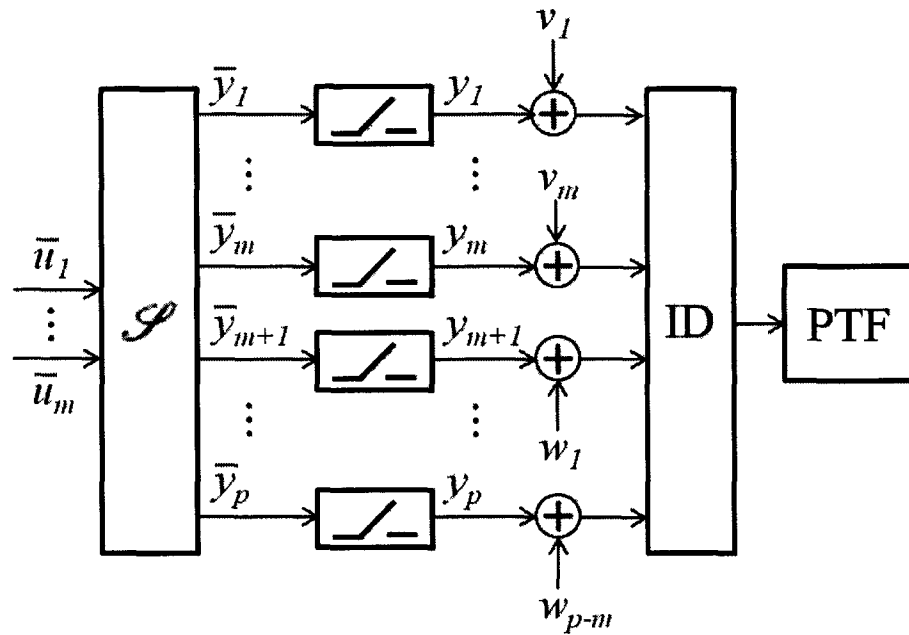 v₁
ȳ₁ y₁
⋮ ⋮
vₘ
ȳₘ yₘ
ū₁
⋮
ūₘ
𝒮
ȳₘ₊₁ yₘ₊₁
ID
PTF
w₁
⋮ ⋮
ȳₚ yₚ
wₚ₋ₘ